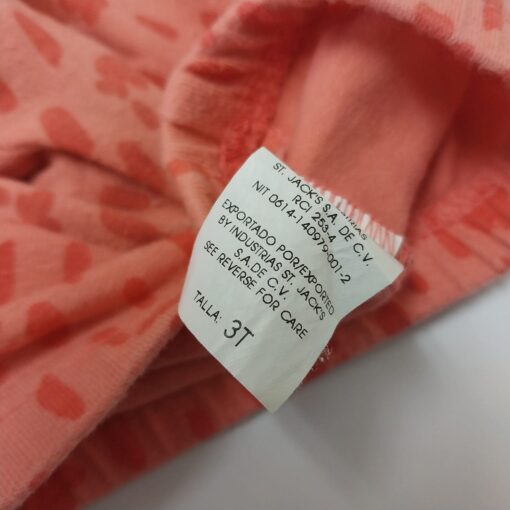 ST. JACK'S S.A. DE C.V.
RCI 253-4
NIT 0614-140979-001-2
EXPORTADO POR/EXPORTED
BY INDUSTRIAS ST. JACK'S
S.A. DE C.V.
SEE REVERSE FOR CARE
TALLA: 3T